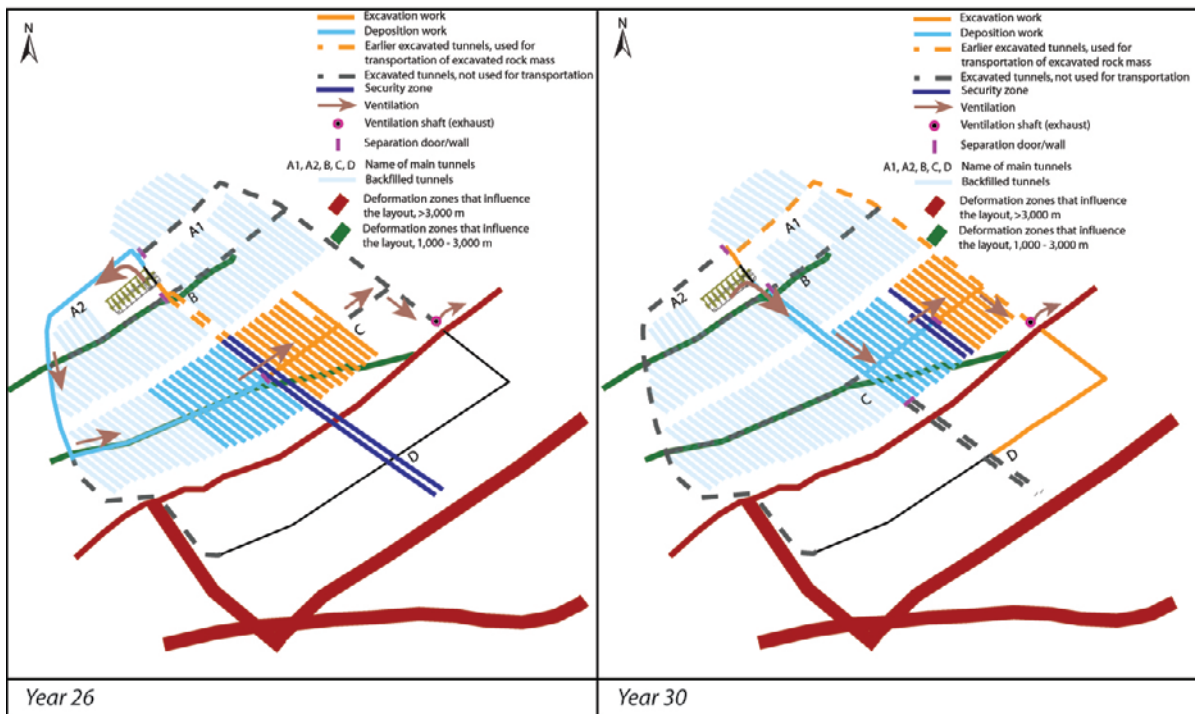 N
Excavation work
Deposition work
Earlier excavated tunnels, used for
transportation of excavated rock mass
Excavated tunnels, not used for transportation
Security zone
Ventilation
Ventilation shaft (exhaust)
Separation door/wall
A1, A2, B, C, D Name of main tunnels
Backfilled tunnels
Deformation zones that influence
the layout, >3,000 m
Deformation zones that influence
the layout, 1,000 - 3,000 m
A1
A2
B
C
D
Year 26
N
Excavation work
Deposition work
Earlier excavated tunnels, used for
transportation of excavated rock mass
Excavated tunnels, not used for transportation
Security zone
Ventilation
Ventilation shaft (exhaust)
Separation door/wall
A1, A2, B, C, D Name of main tunnels
Backfilled tunnels
Deformation zones that influence
the layout, >3,000 m
Deformation zones that influence
the layout, 1,000 - 3,000 m
A1
A2
B
C
D
Year 30